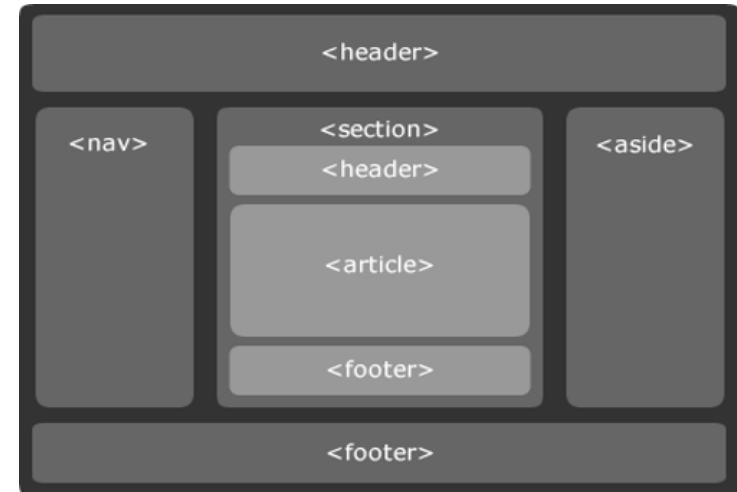 <header>
<nav>
<section>
<aside>
<header>
<article>
<footer>
<footer>